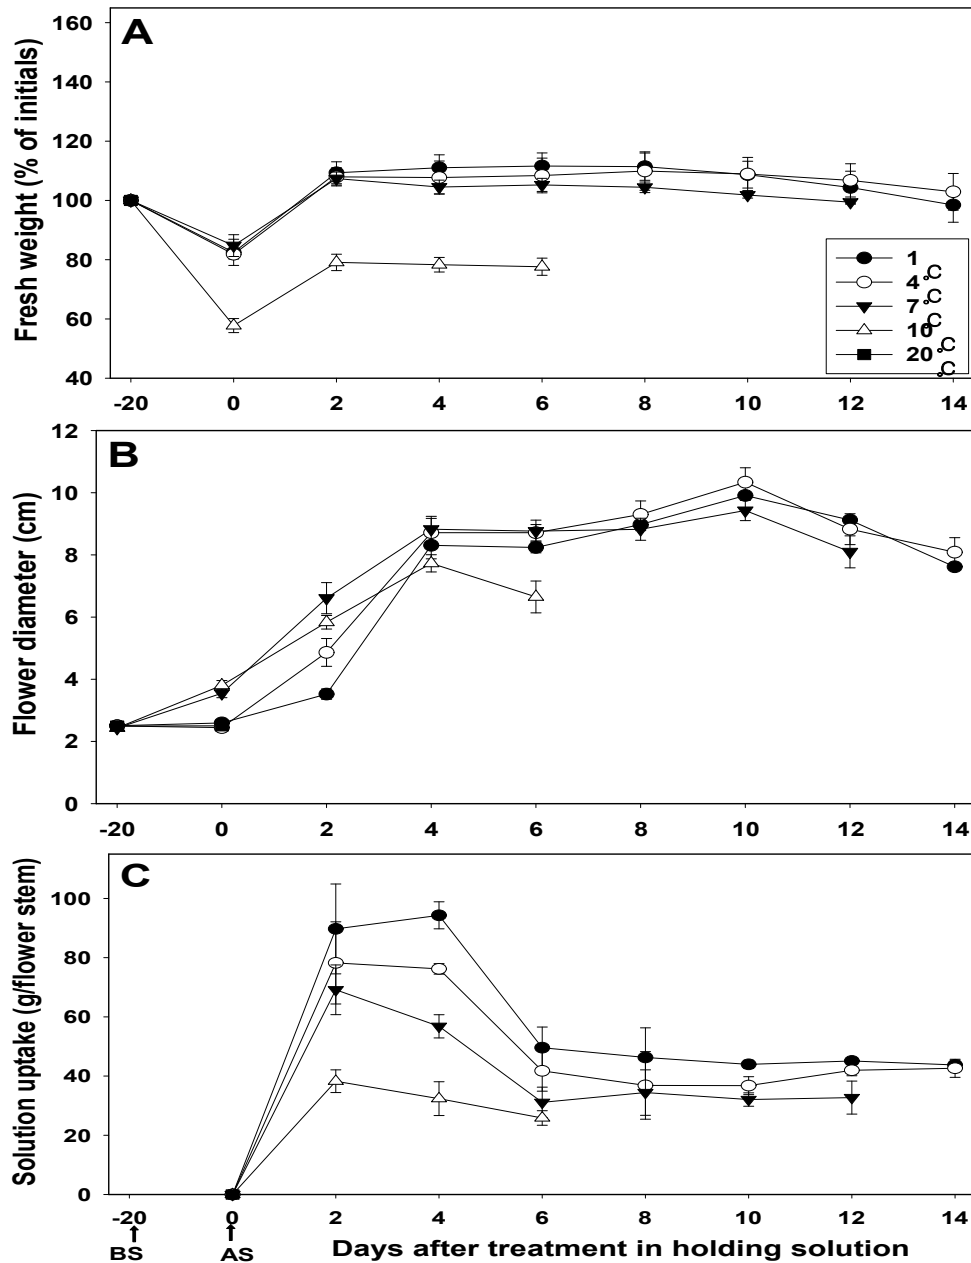 A
Fresh weight (% of initials)
160
140
120
100
80
60
40
-20 0 2 4 6 8 10 12 14
1 °C
4 °C
7 °C
10 °C
20 °C
B
Flower diameter (cm)
12
10
8
6
4
2
0
-20 0 2 4 6 8 10 12 14
C
Solution uptake (g/flower stem)
100
80
60
40
20
0
-20 0 2 4 6 8 10 12 14
BS AS Days after treatment in holding solution